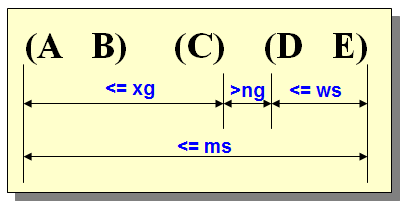 (A B) (C) (D E)
<= xg >ng <= ws
<= ms